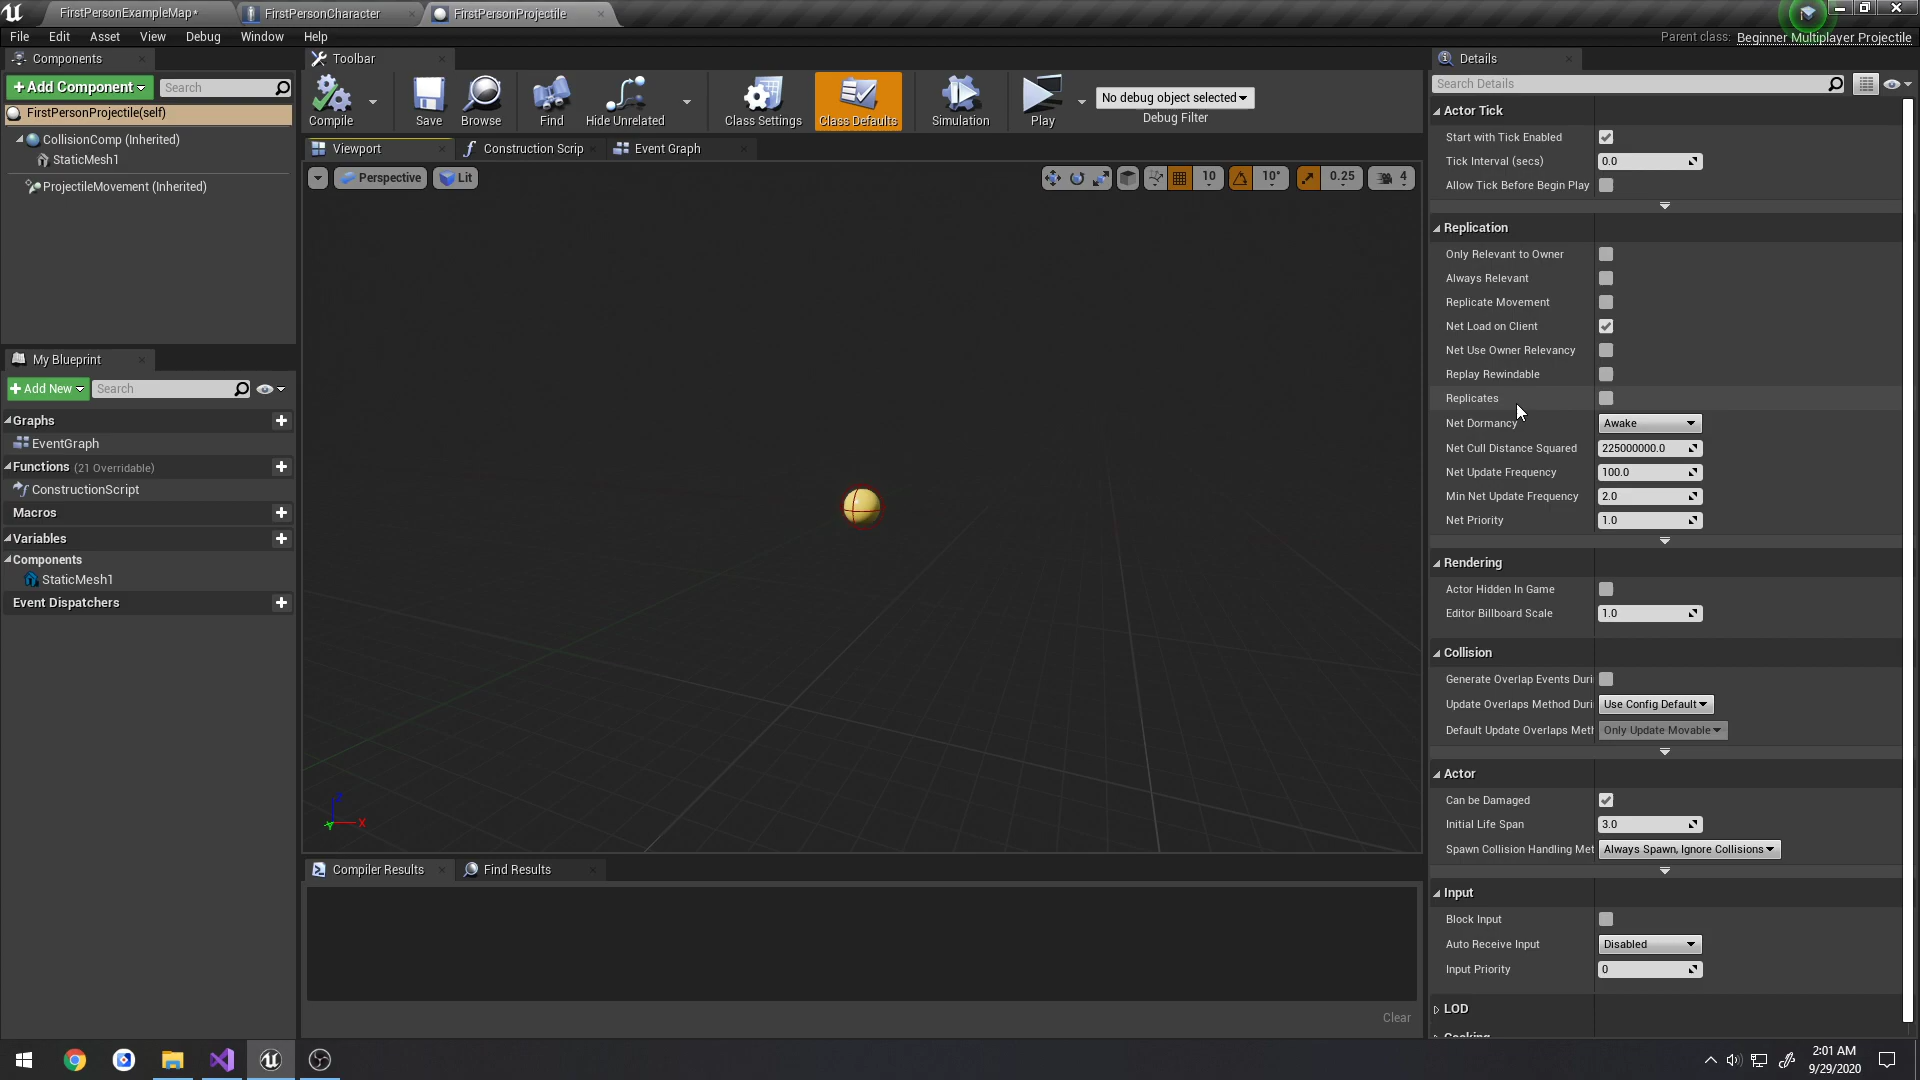 FirstPersonExampleMap*
FirstPersonCharacter
FirstPersonProjectile
File Edit Asset View Debug Window Help
Parent class: Beginner Multiplayer Projectile
Components
+ Add Component
Search
FirstPersonProjectile(self)
CollisionComp (Inherited)
StaticMesh1
ProjectileMovement (Inherited)
My Blueprint
+ Add New
Search
Graphs
EventGraph
Functions (21 Overridable)
ConstructionScript
Macros
Variables
Components
StaticMesh1
Event Dispatchers
Toolbar
Compile
Save
Browse
Find
Hide Unrelated
Class Settings
Class Defaults
Simulation
Play
No debug object selected
Debug Filter
Viewport
Construction Scrip
Event Graph
Perspective
Lit
10
10°
0.25
4
Z
X
Y
Compiler Results
Find Results
Clear
Details
Search Details
Actor Tick
Start with Tick Enabled
Tick Interval (secs) 0.0
Allow Tick Before Begin Play
Replication
Only Relevant to Owner
Always Relevant
Replicate Movement
Net Load on Client
Net Use Owner Relevancy
Replay Rewindable
Replicates
Net Dormancy Awake
Net Cull Distance Squared 225000000.0
Net Update Frequency 100.0
Min Net Update Frequency 2.0
Net Priority 1.0
Rendering
Actor Hidden In Game
Editor Billboard Scale 1.0
Collision
Generate Overlap Events Duri
Update Overlaps Method Duri Use Config Default
Default Update Overlaps Meth Only Update Movable
Actor
Can be Damaged
Initial Life Span 3.0
Spawn Collision Handling Met Always Spawn, Ignore Collisions
Input
Block Input
Auto Receive Input Disabled
Input Priority 0
LOD
Cooking
2:01 AM
9/29/2020